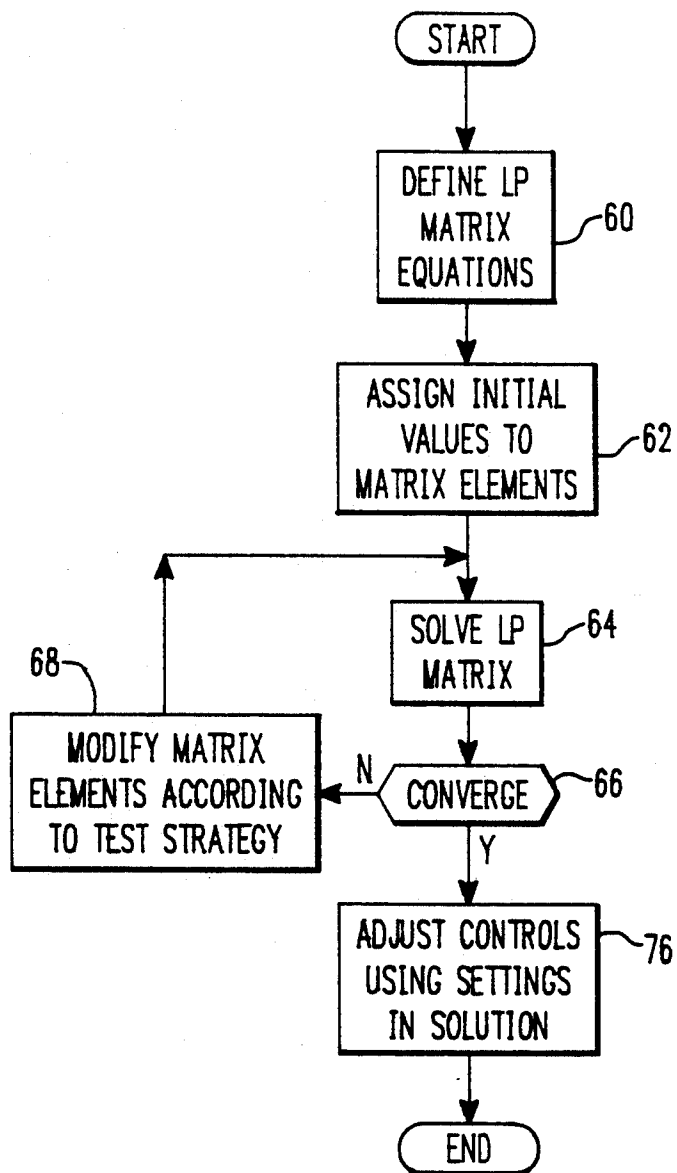 START
DEFINE LP
MATRIX
EQUATIONS
60
ASSIGN INITIAL
VALUES TO
MATRIX ELEMENTS
62
SOLVE LP
MATRIX
64
68
MODIFY MATRIX
ELEMENTS ACCORDING
TO TEST STRATEGY
N
CONVERGE
66
Y
ADJUST CONTROLS
USING SETTINGS
IN SOLUTION
76
END